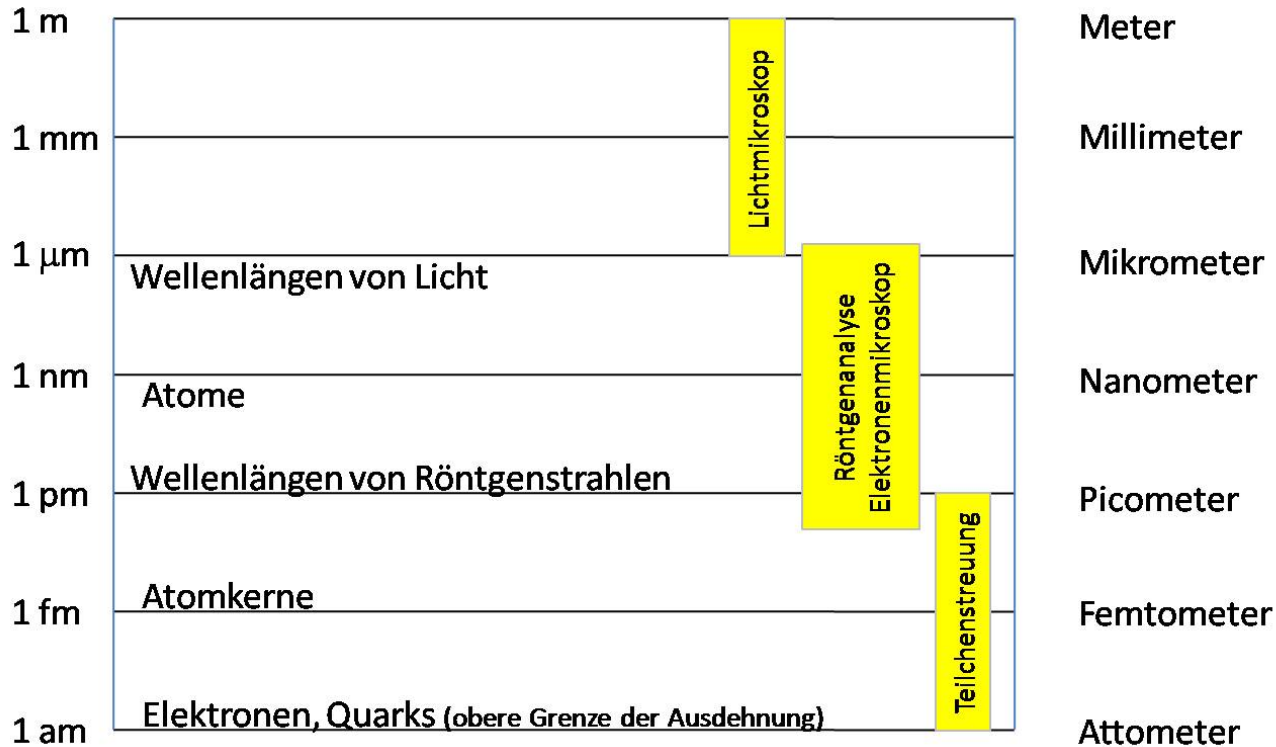 1 m
Meter
Lichtmikroskop
1 mm
Millimeter
1 μm
Mikrometer
Wellenlängen von Licht
Röntgenanalyse
Elektronenmikroskop
1 nm
Nanometer
Atome
Wellenlängen von Röntgenstrahlen
1 pm
Picometer
Teilchenstreuung
Atomkerne
1 fm
Femtometer
Elektronen, Quarks (obere Grenze der Ausdehnung)
1 am
Attometer